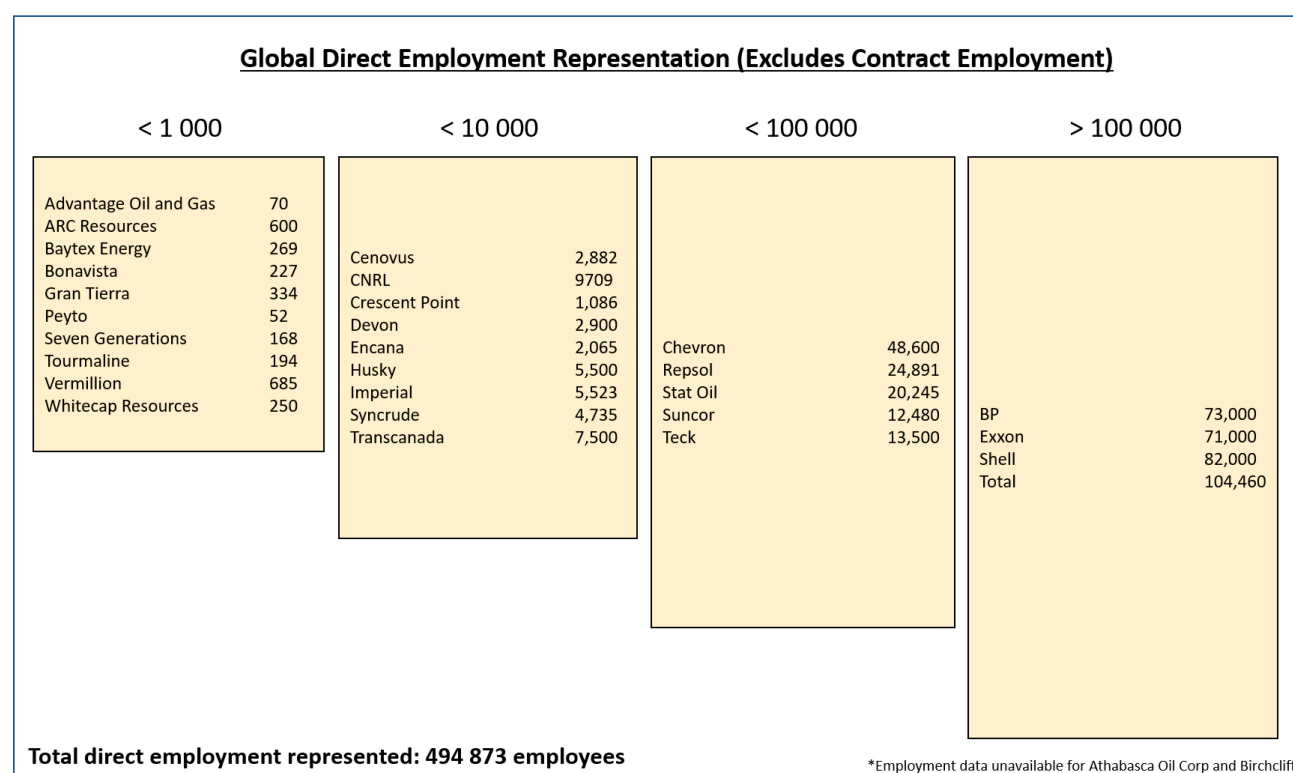 Global Direct Employment Representation (Excludes Contract Employment)
< 1 000
Advantage Oil and Gas 70
ARC Resources 600
Baytex Energy 269
Bonavista 227
Gran Tierra 334
Peyto 52
Seven Generations 168
Tourmaline 194
Vermillion 685
Whitecap Resources 250
< 10 000
Cenovus 2,882
CNRL 9709
Crescent Point 1,086
Devon 2,900
Encana 2,065
Husky 5,500
Imperial 5,523
Syncrude 4,735
Transcanada 7,500
< 100 000
Chevron 48,600
Repsol 24,891
Stat Oil 20,245
Suncor 12,480
Teck 13,500
> 100 000
BP 73,000
Exxon 71,000
Shell 82,000
Total 104,460
Total direct employment represented: 494 873 employees
*Employment data unavailable for Athabasca Oil Corp and Birchcliff